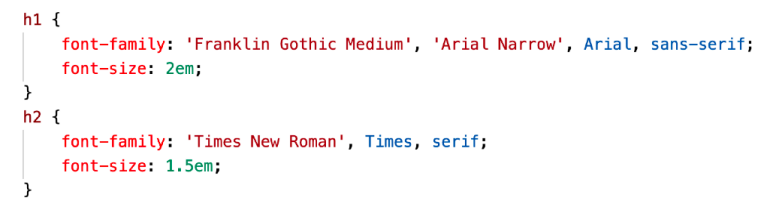 h1 {
    font-family: 'Franklin Gothic Medium', 'Arial Narrow', Arial, sans-serif;
    font-size: 2em;
}
h2 {
    font-family: 'Times New Roman', Times, serif;
    font-size: 1.5em;
}